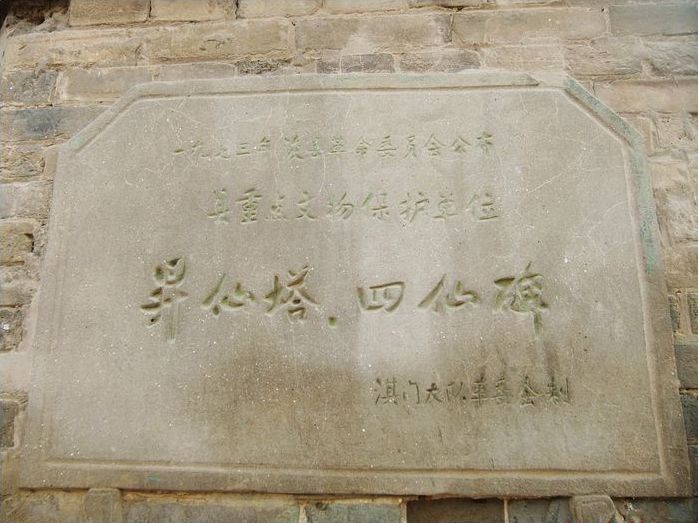 一九七三年浚县革命委员会公布
县重点文物保护单位
昇仙塔.四仙碑
淇门大队革委会制